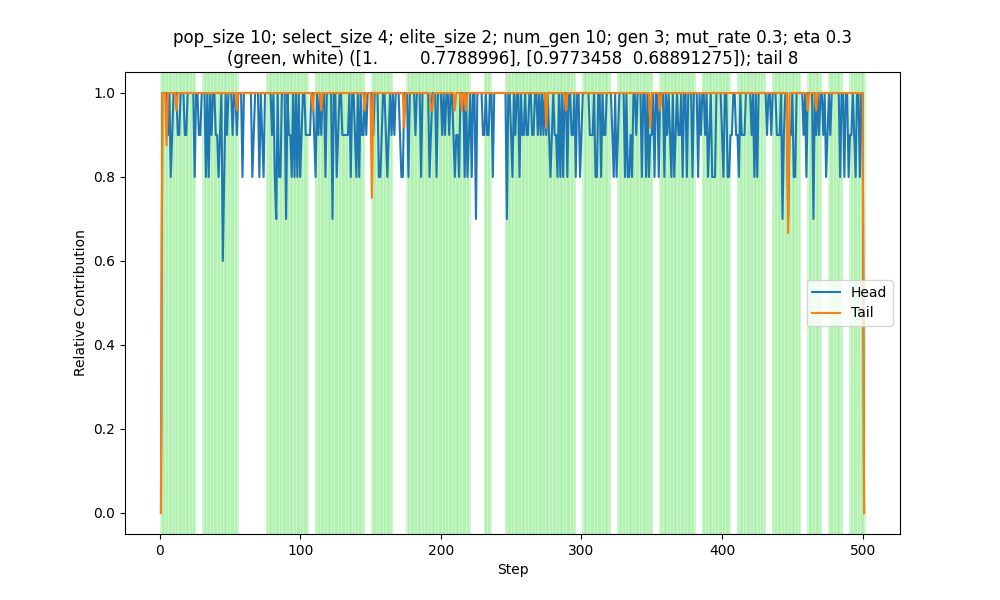 pop_size 10; select_size 4; elite_size 2; num_gen 10; gen 3; mut_rate 0.3; eta 0.3
(green, white) ([1.         0.7788996], [0.9773458  0.68891275]); tail 8
1.0
0.8
0.6
0.4
0.2
0.0
Relative Contribution
Head
Tail
0 100 200 300 400 500
Step